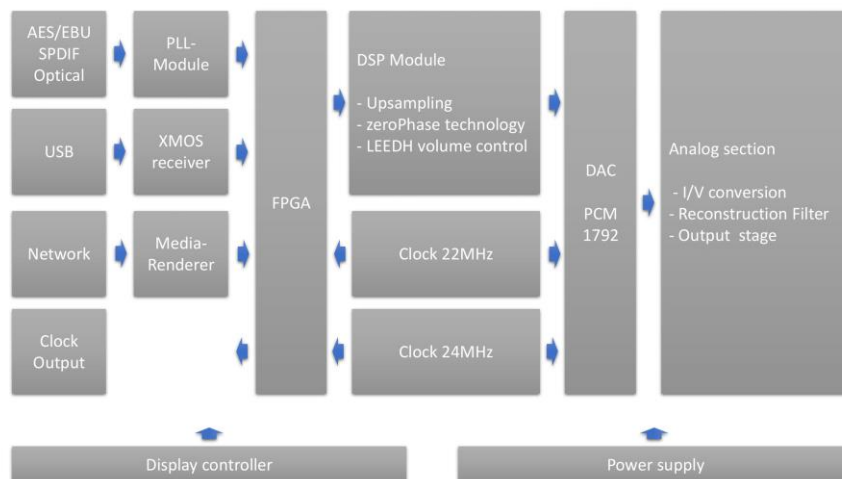 AES/EBU
SPDIF
Optical
PLL-
Module
USB
XMOS
receiver
Network
Media-
Renderer
Clock
Output
FPGA
DSP Module
- Upsampling
- zeroPhase technology
- LEEDH volume control
Clock 22MHz
Clock 24MHz
DAC
PCM
1792
Analog section
- I/V conversion
- Reconstruction Filter
- Output stage
Display controller
Power supply